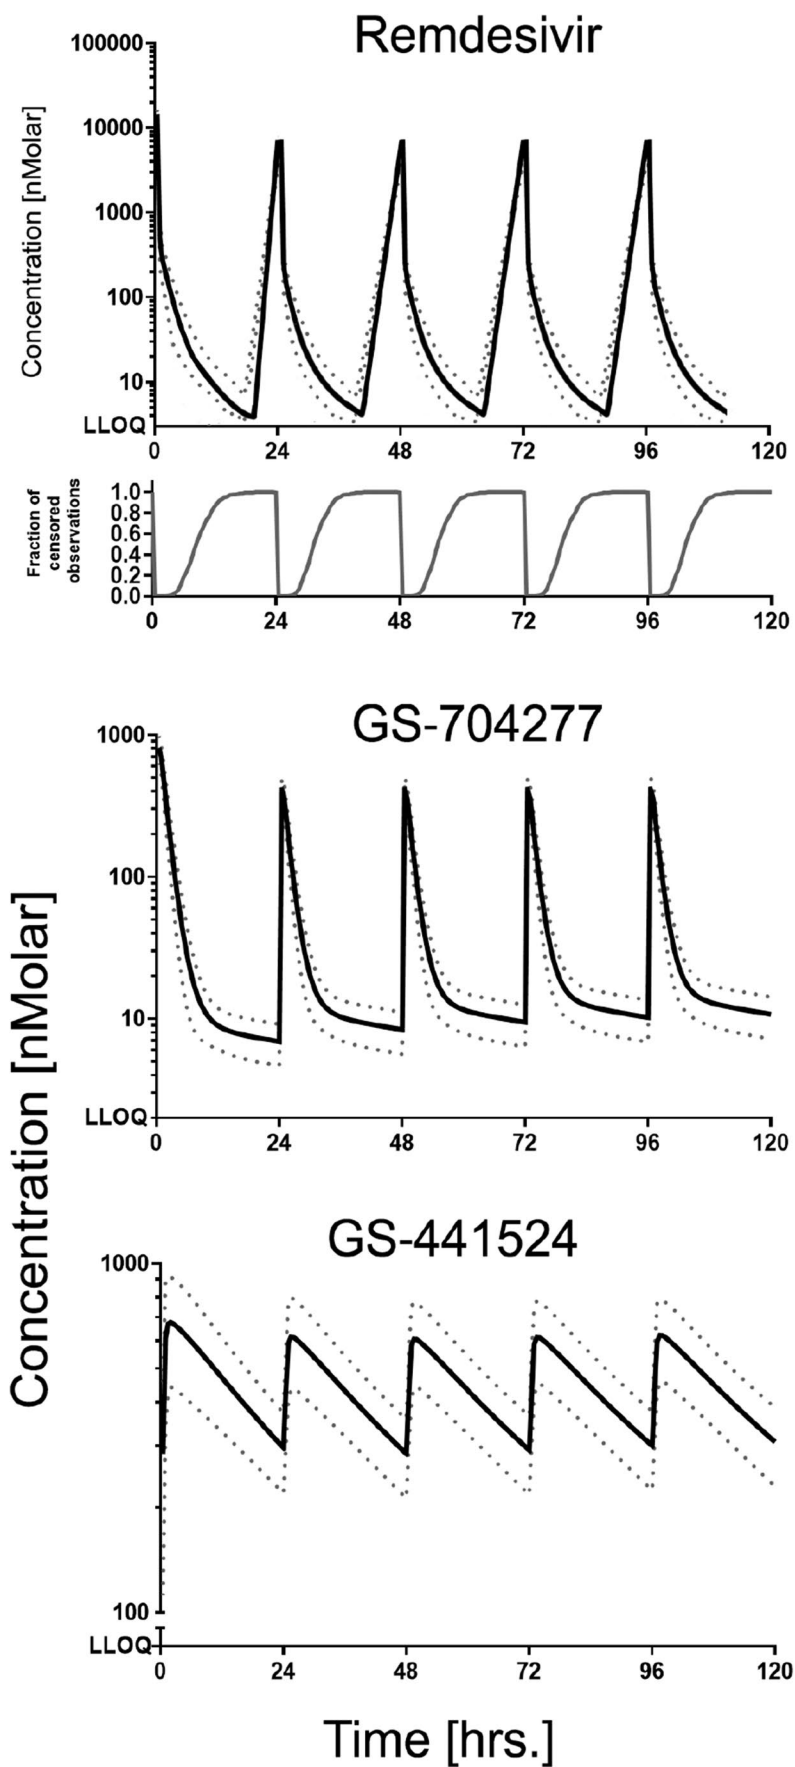 Remdesivir
Concentration [nMolar]
100000
10000
1000
100
10
LLOQ
0 24 48 72 96 120
Fraction of
censored
observations
1.0
0.8
0.6
0.4
0.2
0.0
0 24 48 72 96 120
GS-704277
Concentration [nMolar]
1000
100
10
LLOQ
0 24 48 72 96 120
GS-441524
1000
100
LLOQ
0 24 48 72 96 120
Time [hrs.]